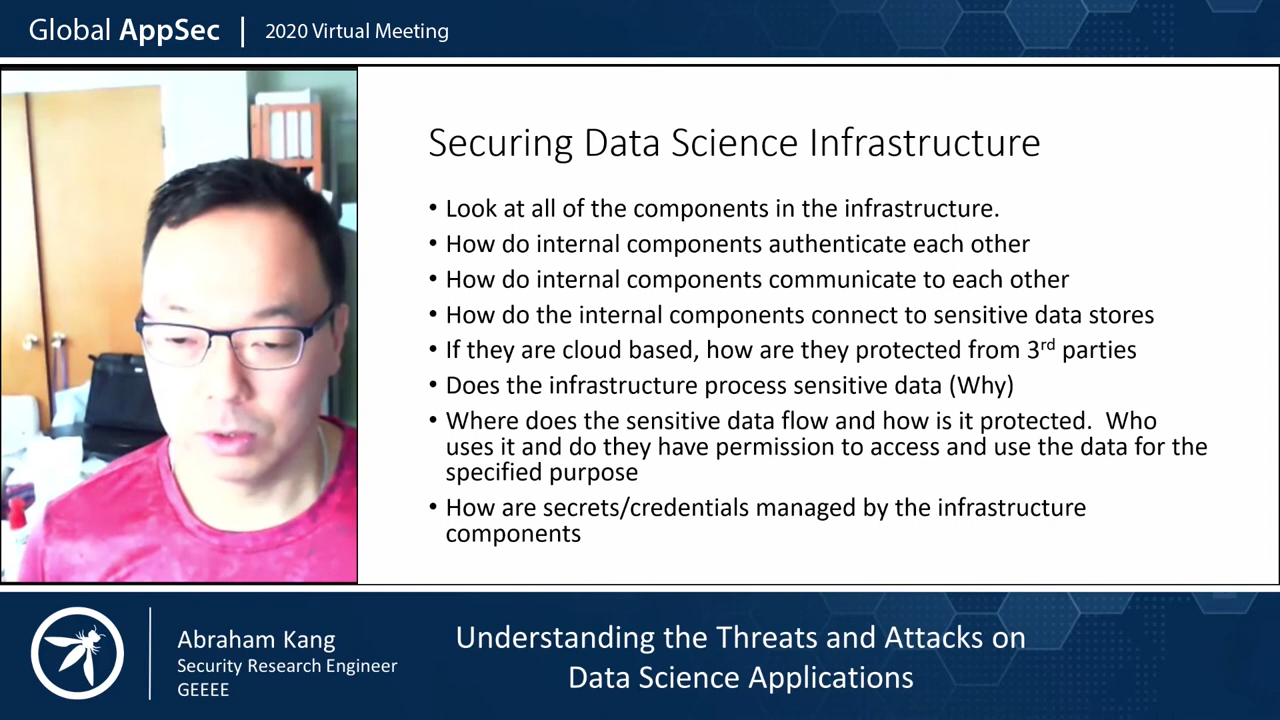 Global AppSec | 2020 Virtual Meeting
Securing Data Science Infrastructure
• Look at all of the components in the infrastructure.
• How do internal components authenticate each other
• How do internal components communicate to each other
• How do the internal components connect to sensitive data stores
• If they are cloud based, how are they protected from 3rd parties
• Does the infrastructure process sensitive data (Why)
• Where does the sensitive data flow and how is it protected.  Who
uses it and do they have permission to access and use the data for the
specified purpose
• How are secrets/credentials managed by the infrastructure
components
Abraham Kang
Security Research Engineer
GEEEE
Understanding the Threats and Attacks on
Data Science Applications